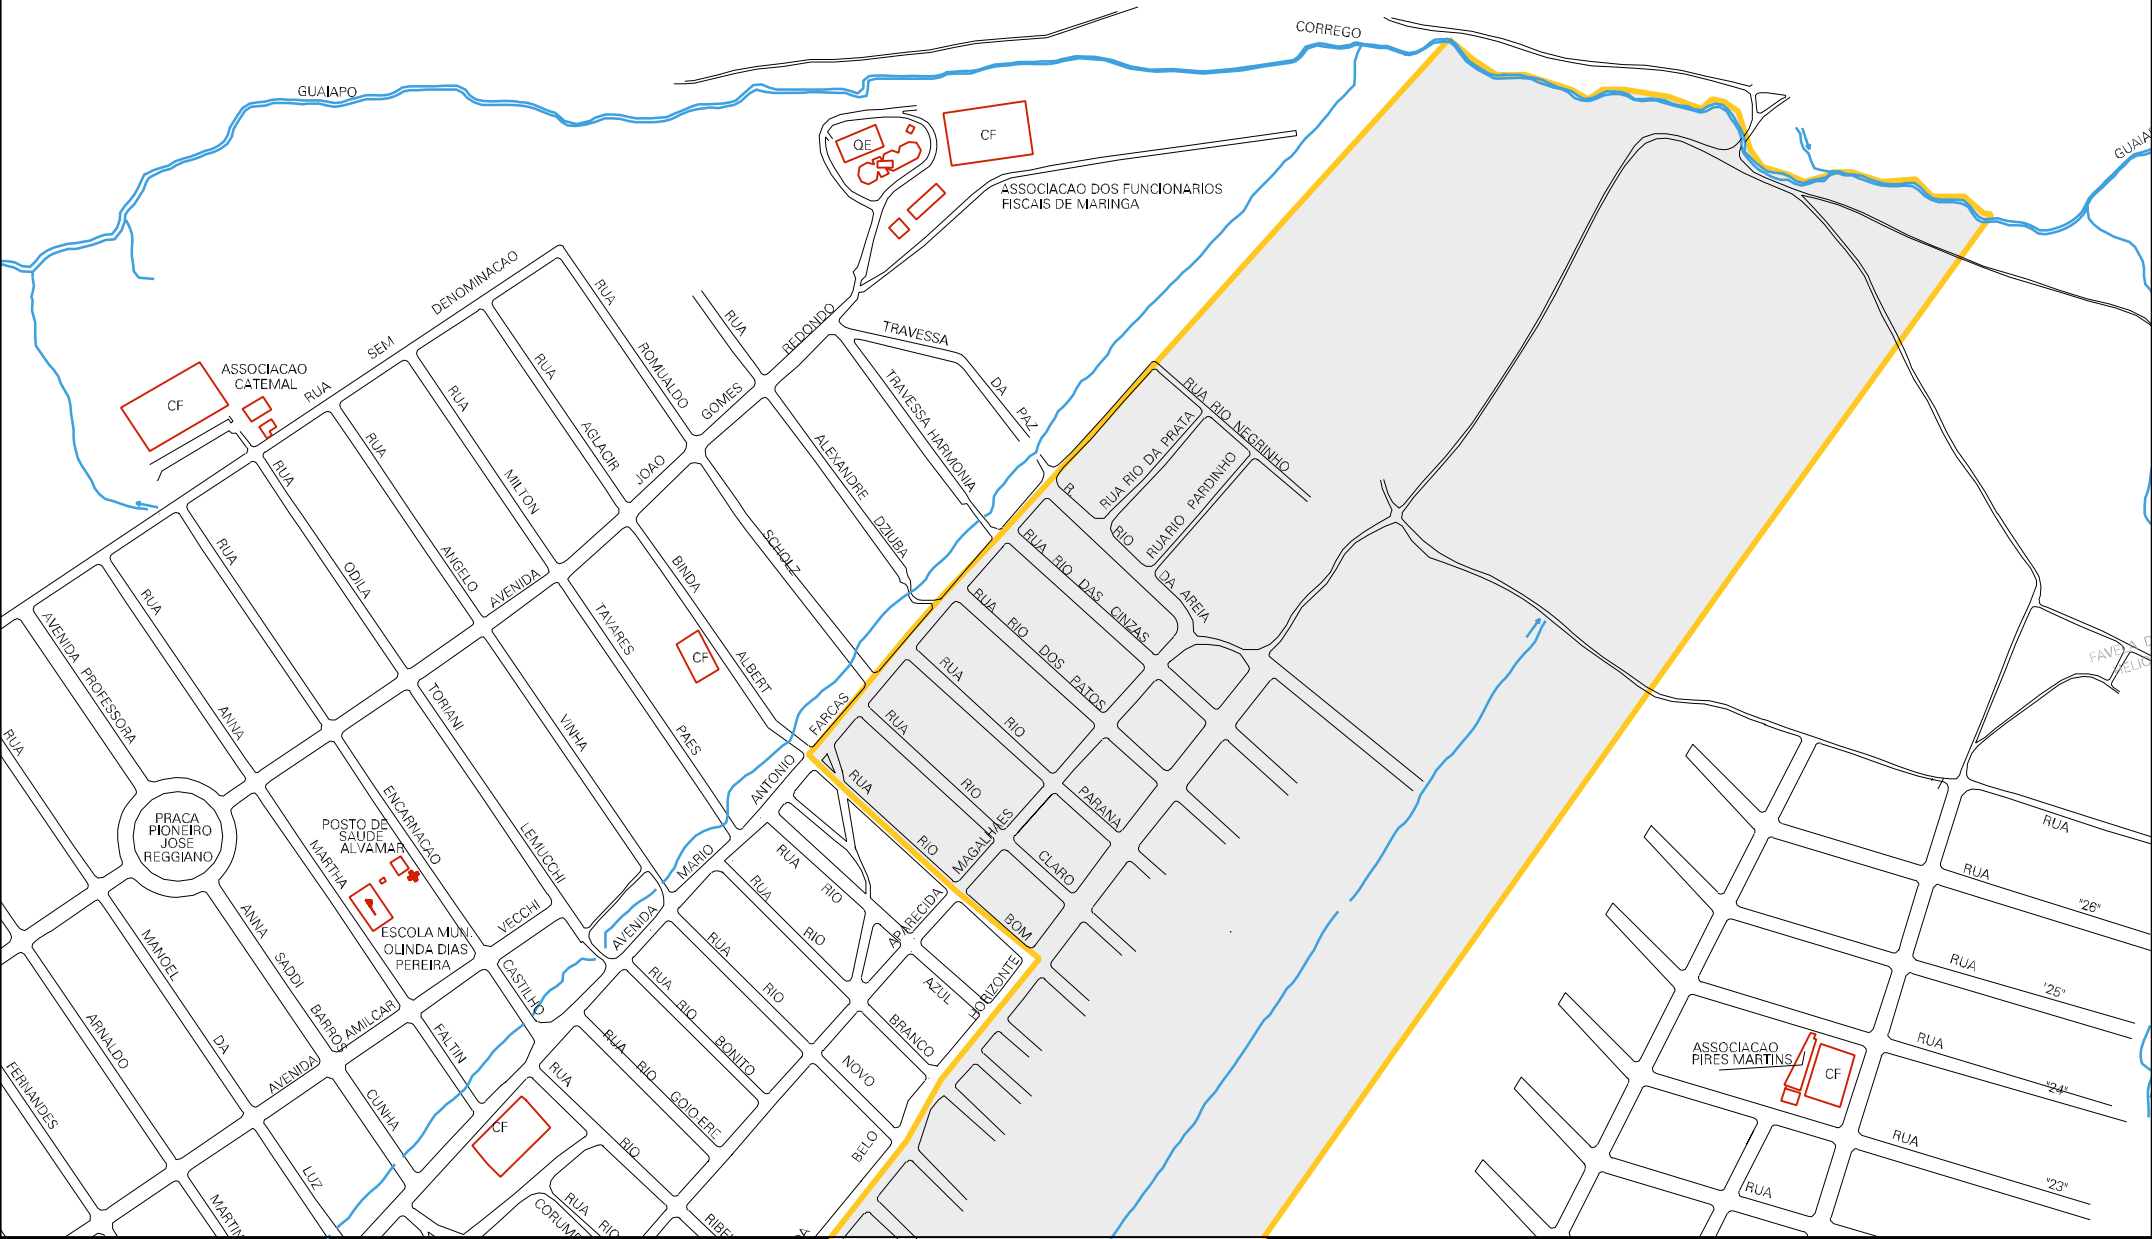 CORREGO
GUAIAPO
QE
CF
ASSOCIACAO DOS FUNCIONARIOS
FISCAIS DE MARINGA
RUA SEM DENOMINACAO
ASSOCIACAO
CATEMAL
CF
RUA ROMUALDO
RUA
AVENIDA JOAO GOMES REDONDO
TRAVESSA DA PAZ
TRAVESSA HARMONIA
RUA AGLACIR
RUA MILTON
RUA ANGELO
RUA ODILA
RUA ANNA
RUA
ALEXANDRE DZIUBA
SCHOLZ
BINDA ALBERT
CF
TAVARES PAES
VINHA
TORIANI LEMUCCHI
ENCARNACAO
MARTHA
AVENIDA PROFESSORA
RUA
PRACA
PIONEIRO
JOSE
REGGIANO
POSTO DE
SAUDE
ALVAMAR
ESCOLA MUN.
OLINDA DIAS
PEREIRA
RUA RIO NEGRINHO
RUA RIO DA PRATA
RUARIO PARDINHO
R RIO DA AREIA
RUA RIO DAS CINZAS
RUA RIO DOS PATOS
RUA RIO PARANA
RUA RIO CLARO
RUA RIO BOM
MAGALHAES
APARECIDA
FARCAS
ANTONIO
MARIO
AVENIDA
VECCHI
CASTILHO
AMILCAR
AVENIDA
ANNA SADDI BARROS
MANOEL DA LUZ
ARNALDO MARTIN
FERNANDES
FALTIN
CUNHA
RUA RIO AZUL
RUA RIO BRANCO
RUA RIO NOVO
RUA RIO BONITO
RUA RIO GOIO-ERE
RUA RIO
CF
RUA RIO
BELO
HORIZONTE
FAVELA
RUA
RUA "26"
RUA "25"
RUA "24"
RUA "23"
RUA
ASSOCIACAO
PIRES MARTINS
CF